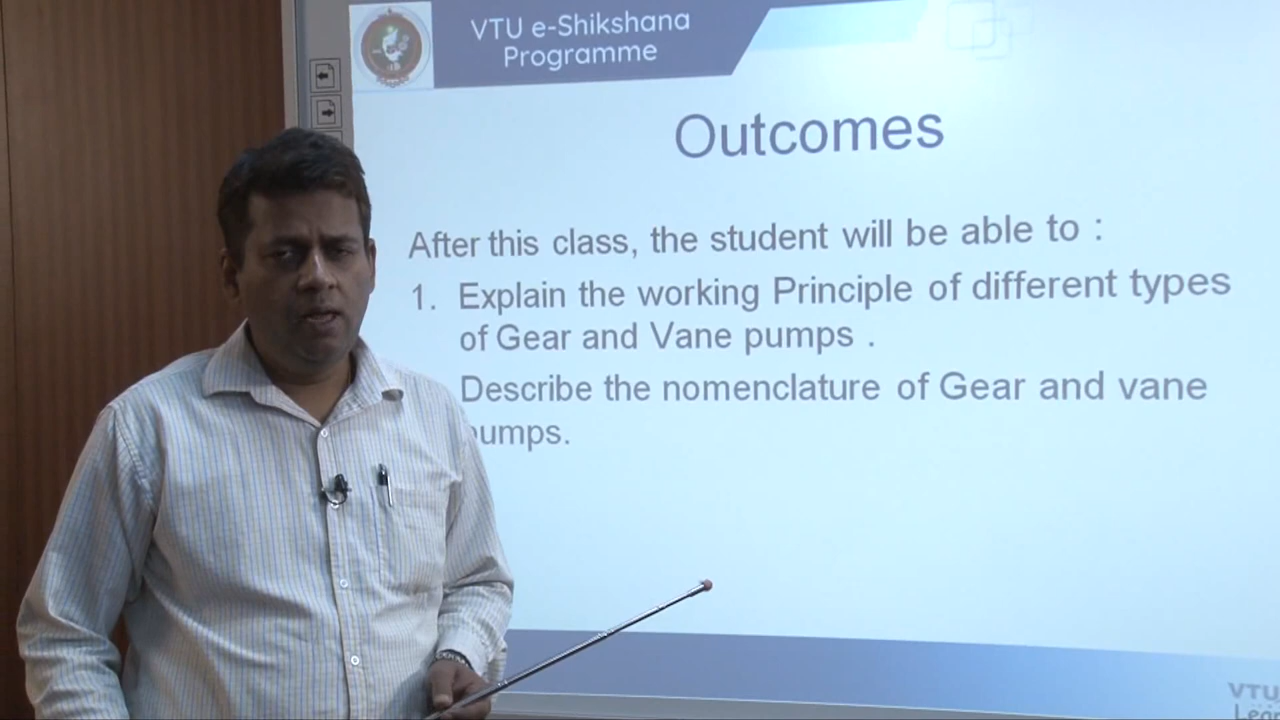 VTU e-Shikshana
Programme
Outcomes
After this class, the student will be able to :
1. Explain the working Principle of different types
of Gear and Vane pumps .
Describe the nomenclature of Gear and vane
pumps.
VTU